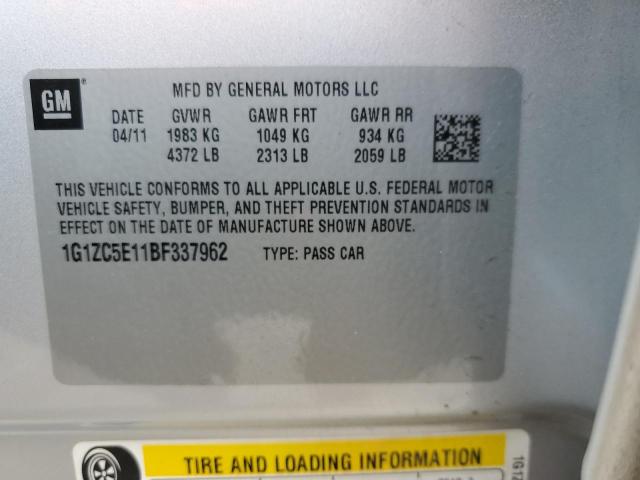 GM
MFD BY GENERAL MOTORS LLC
DATE GVWR GAWR FRT GAWR RR
04/11 1983 KG 1049 KG 934 KG
4372 LB 2313 LB 2059 LB
THIS VEHICLE CONFORMS TO ALL APPLICABLE U.S. FEDERAL MOTOR
VEHICLE SAFETY, BUMPER, AND THEFT PREVENTION STANDARDS IN
EFFECT ON THE DATE OF MANUFACTURE SHOWN ABOVE.
1G1ZC5E11BF337962 TYPE: PASS CAR
TIRE AND LOADING INFORMATION